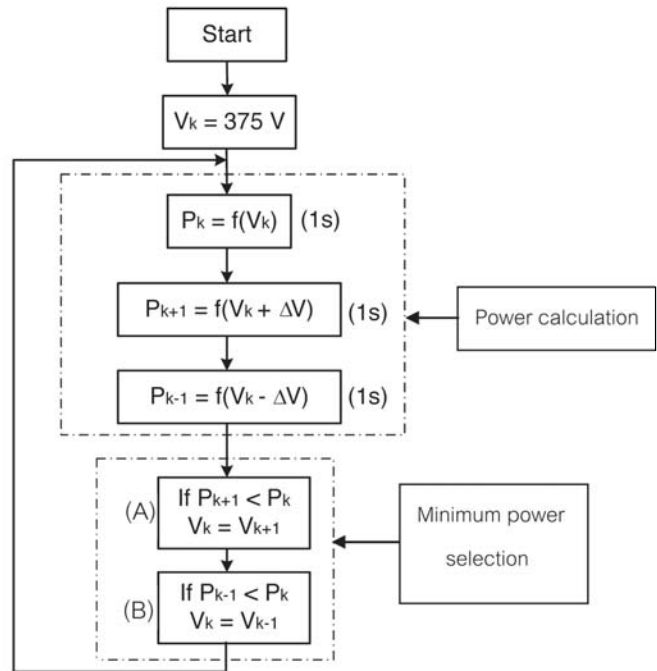 Start
Vk = 375 V
Pk = f(Vk) (1s)
Pk+1 = f(Vk + ΔV) (1s)
Power calculation
Pk-1 = f(Vk - ΔV) (1s)
(A)
If Pk+1 < Pk
Vk = Vk+1
Minimum power
selection
(B)
If Pk-1 < Pk
Vk = Vk-1